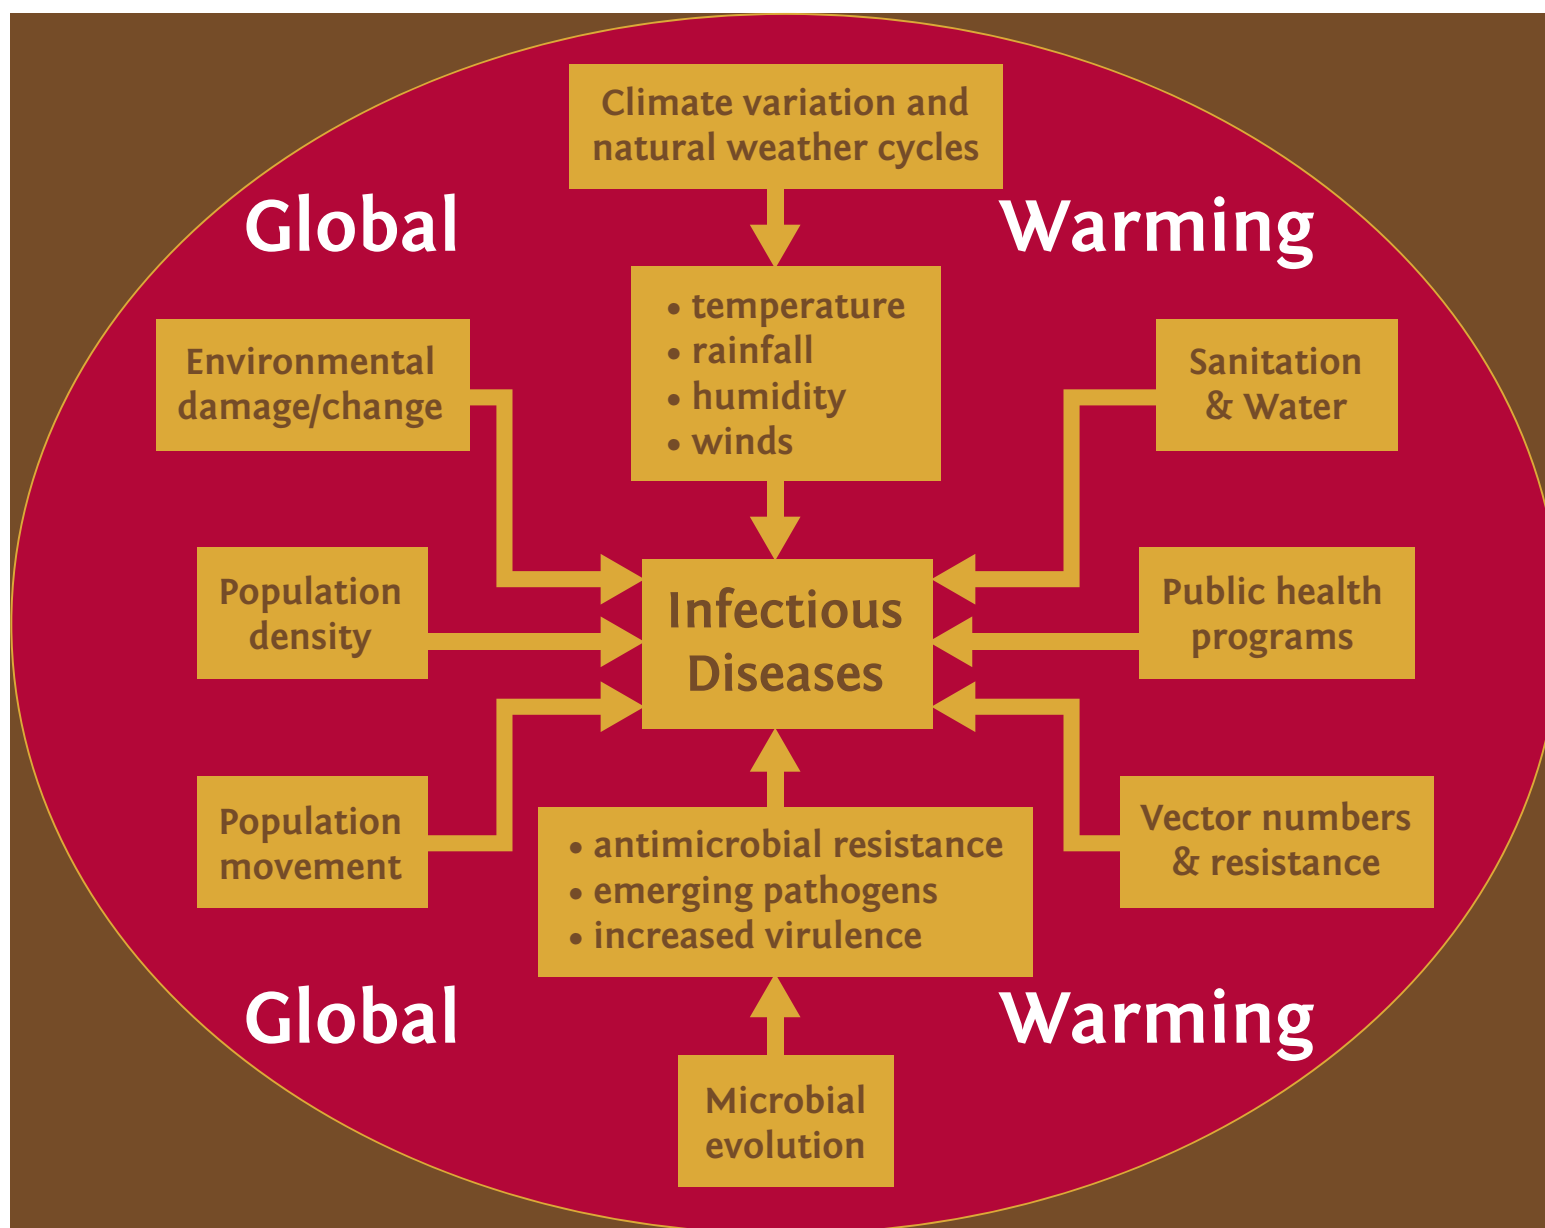 Climate variation and
natural weather cycles
Global
Warming
• temperature
• rainfall
• humidity
• winds
Environmental
damage/change
Sanitation
& Water
Population
density
Infectious
Diseases
Public health
programs
Population
movement
• antimicrobial resistance
• emerging pathogens
• increased virulence
Vector numbers
& resistance
Global
Warming
Microbial
evolution